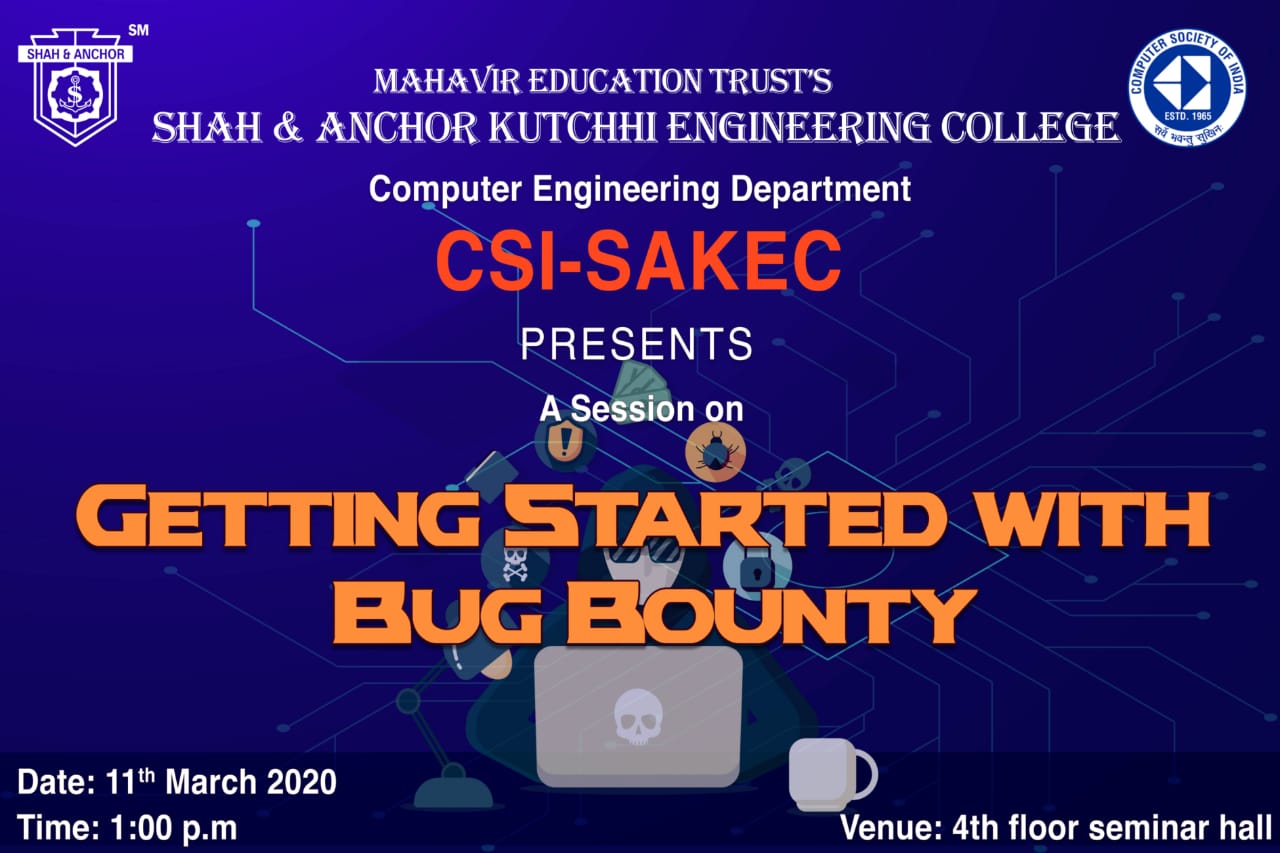 SM
SHAH & ANCHOR
COMPUTER SOCIETY OF INDIA
ESTD. 1965
सर्वे भवन्तु सुखिनः
MAHAVIR EDUCATION TRUST'S
SHAH & ANCHOR KUTCHHI ENGINEERING COLLEGE
Computer Engineering Department
CSI-SAKEC
PRESENTS
A Session on
GETTING STARTED WITH
BUG BOUNTY
Date: 11th March 2020
Time: 1:00 p.m
Venue: 4th floor seminar hall